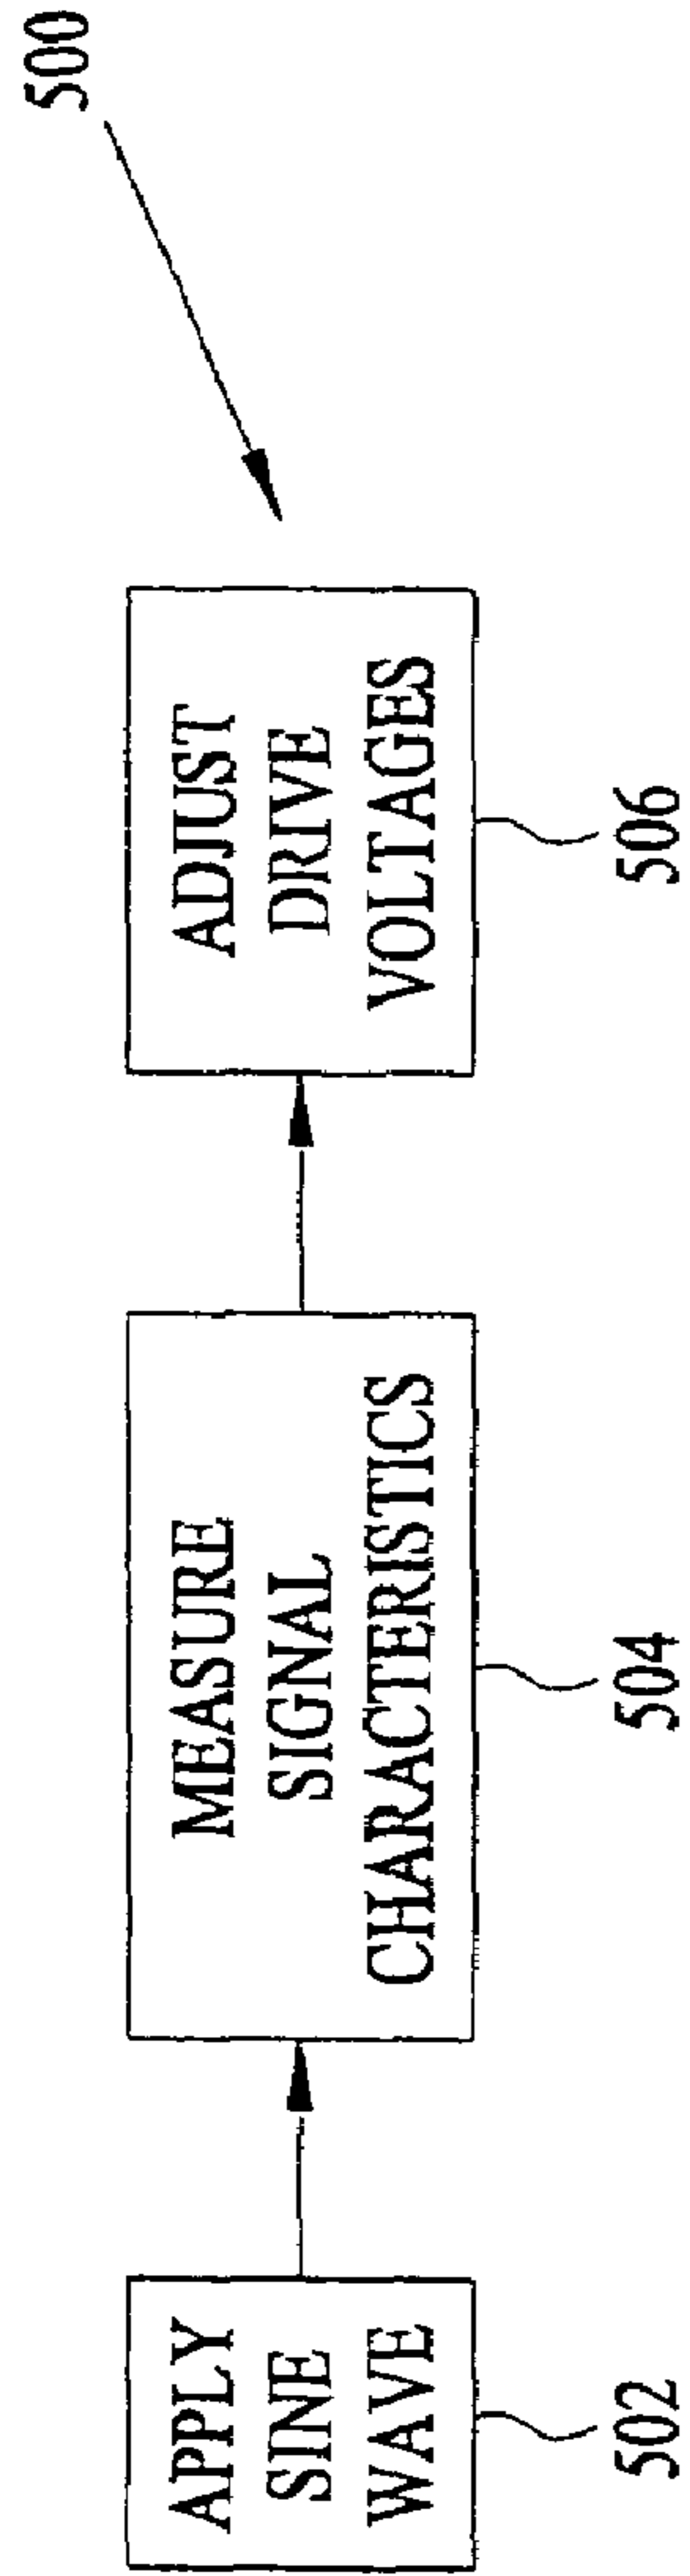 500
APPLY
SINE
WAVE
502
MEASURE
SIGNAL
CHARACTERISTICS
504
ADJUST
DRIVE
VOLTAGES
506